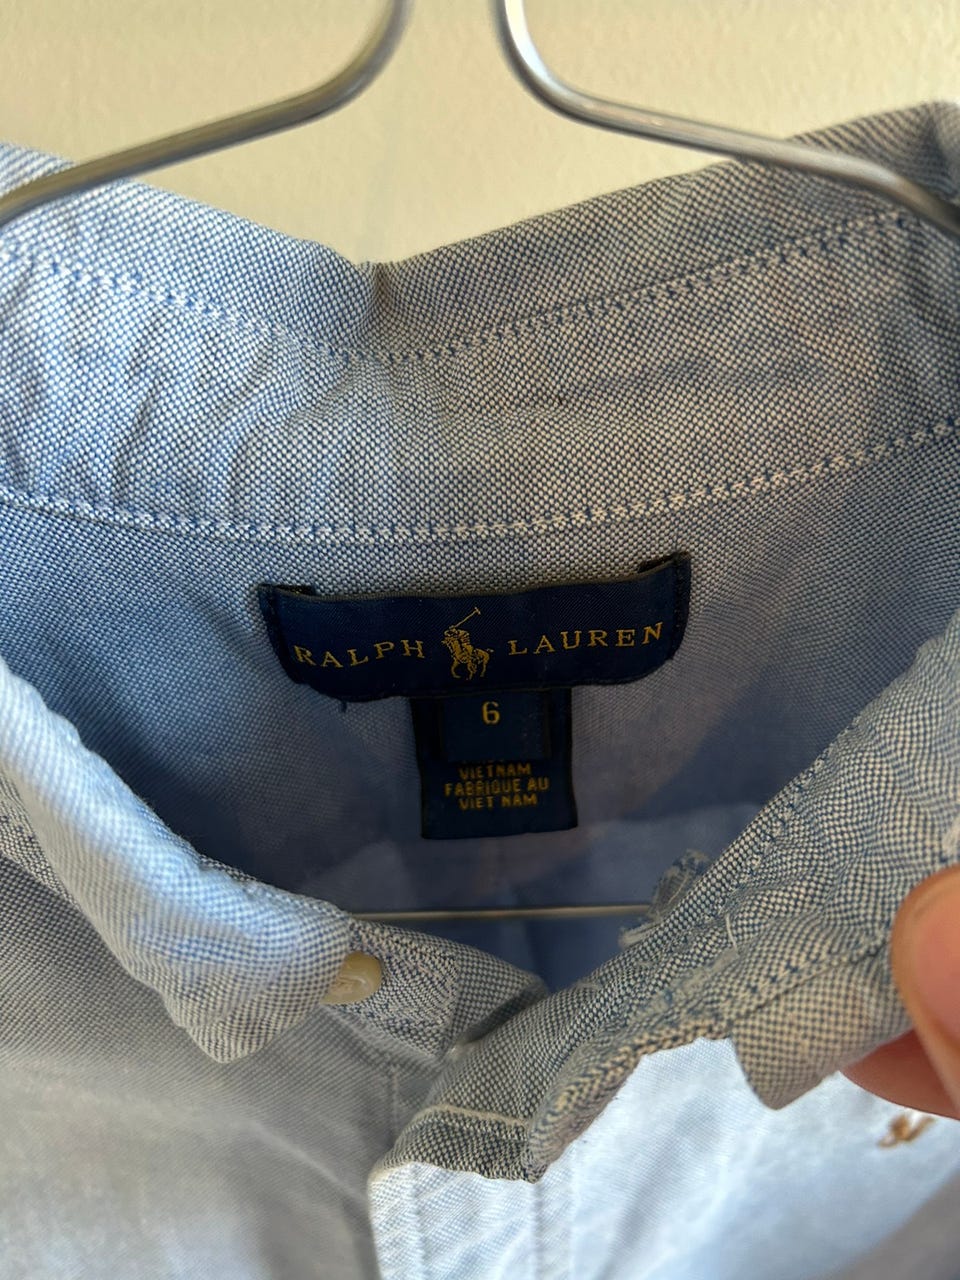 RALPH LAUREN
6
VIETNAM
FABRIQUE AU
VIET NAM